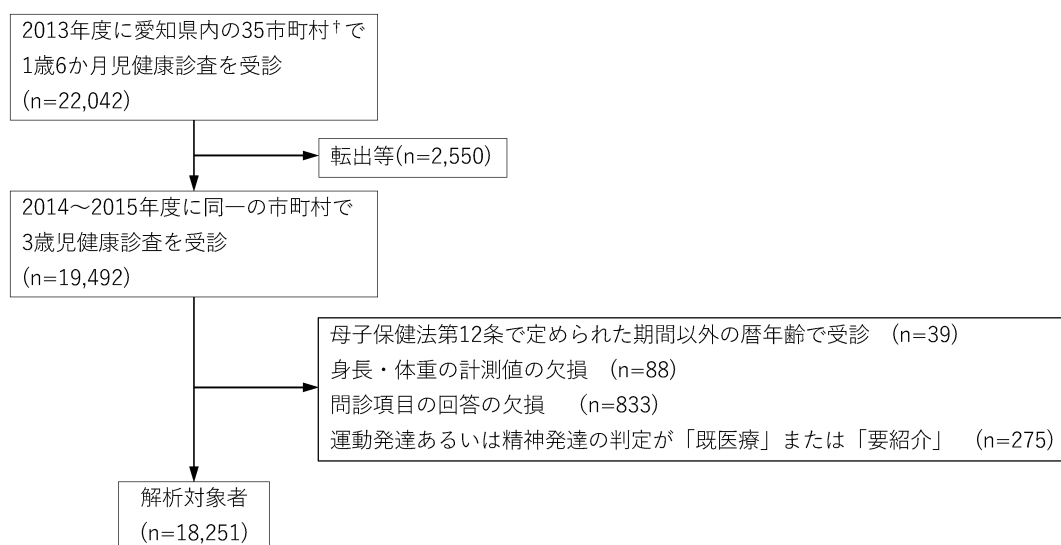 2013年度に愛知県内の35市町村†で
1歳6か月児健康診査を受診
(n=22,042)
転出等(n=2,550)
2014～2015年度に同一の市町村で
3歳児健康診査を受診
(n=19,492)
母子保健法第12条で定められた期間以外の暦年齢で受診　(n=39)
身長・体重の計測値の欠損　(n=88)
問診項目の回答の欠損　(n=833)
運動発達あるいは精神発達の判定が「既医療」または「要紹介」　(n=275)
解析対象者
(n=18,251)